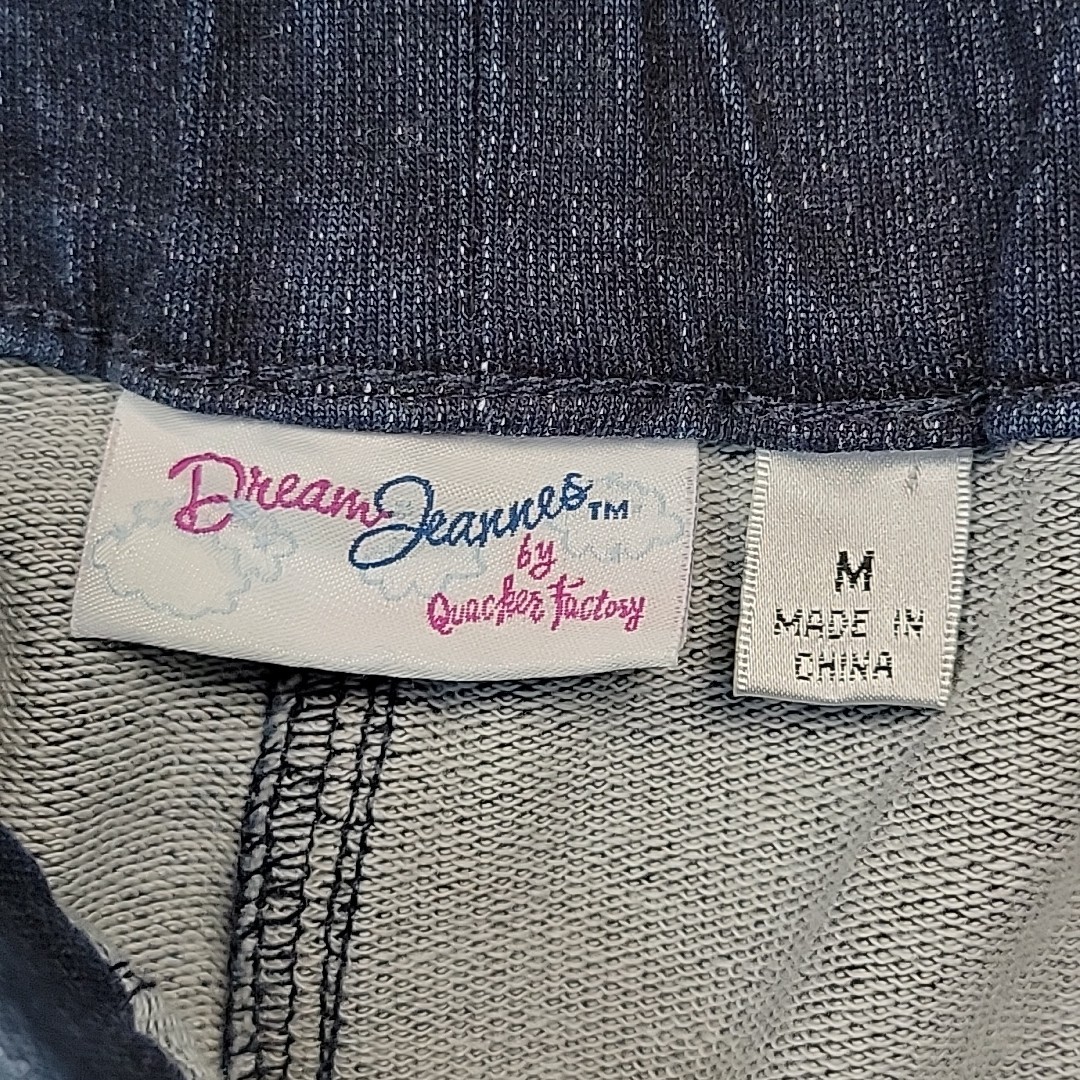 DreamJeannes™
by
Quacker Factory
M
MADE IN
CHINA